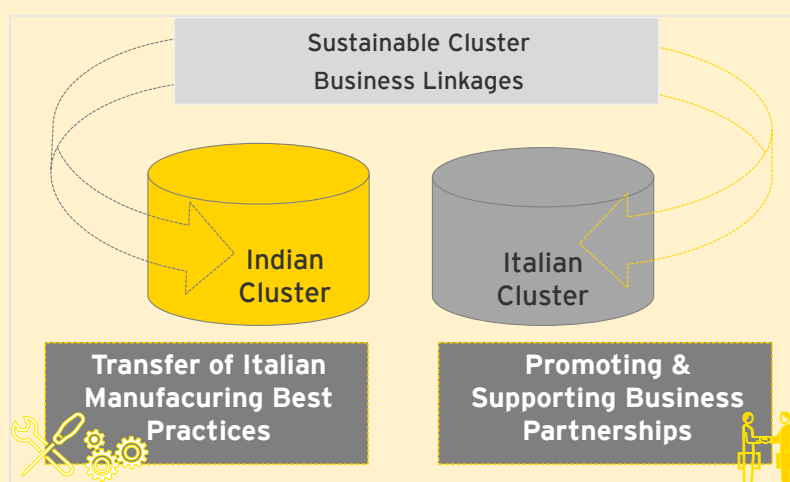 Sustainable Cluster
Business Linkages
Indian
Cluster
Italian
Cluster
Transfer of Italian
Manufacuring Best
Practices
Promoting &
Supporting Business
Partnerships